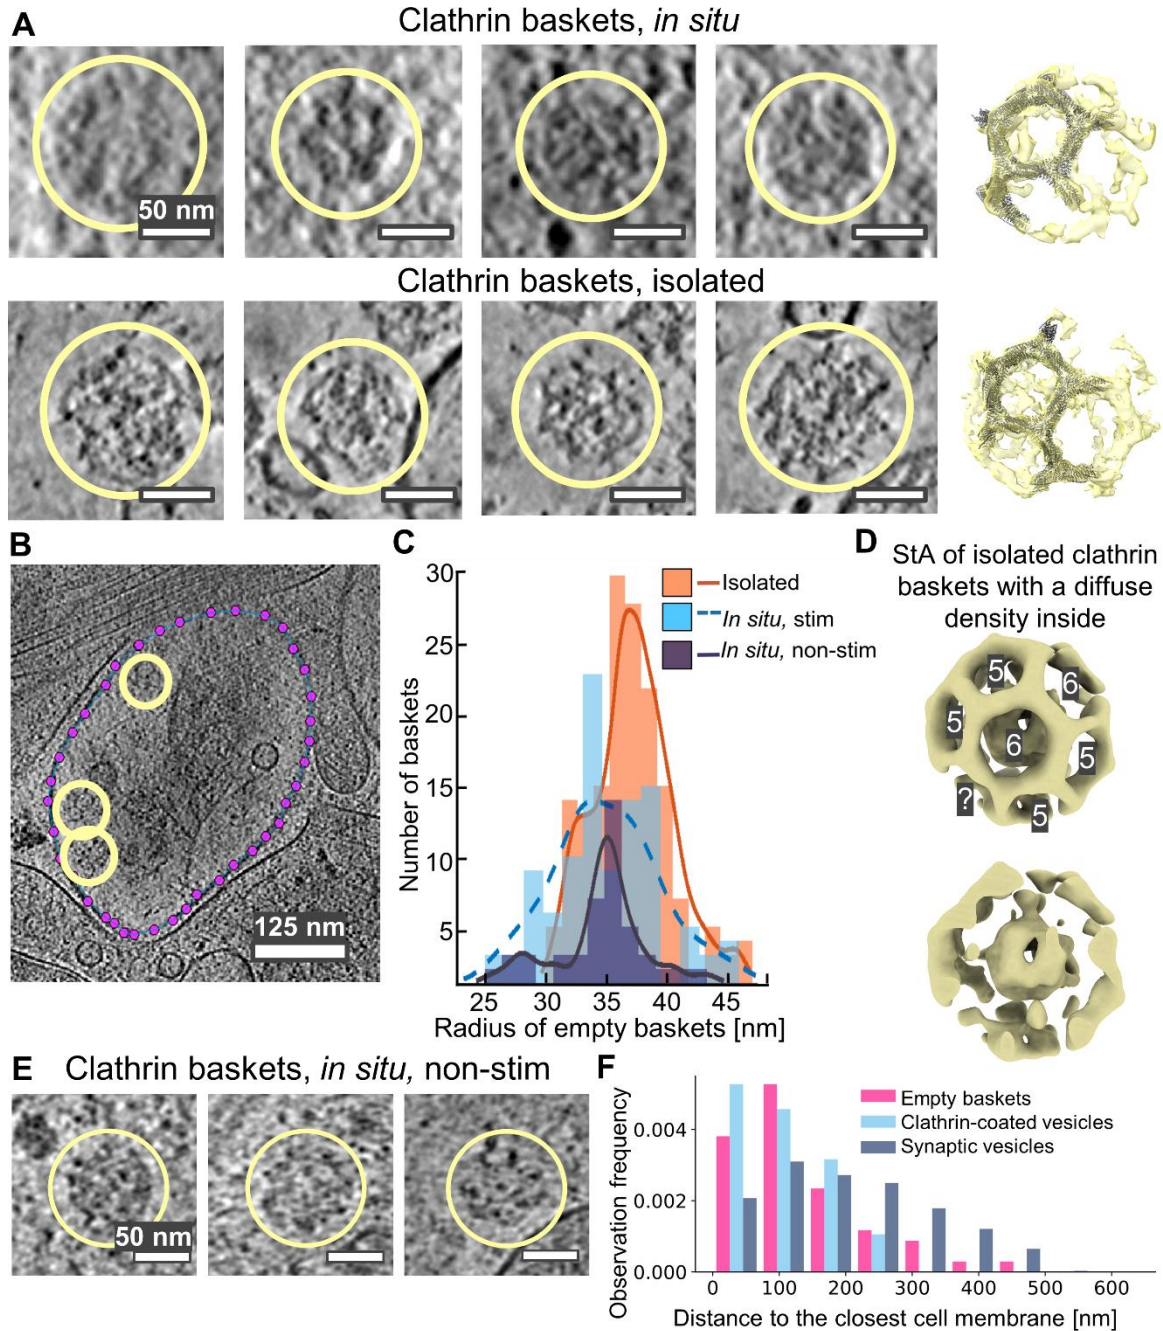 A
Clathrin baskets, in situ
50 nm
Clathrin baskets, isolated
B
125 nm
C
30
25
20
15
10
5
Number of baskets
Isolated
In situ, stim
In situ, non-stim
25 30 35 40 45
Radius of empty baskets [nm]
D
StA of isolated clathrin
baskets with a diffuse
density inside
5 6
5 6 5
? 5
E Clathrin baskets, in situ, non-stim
50 nm
F
Observation frequency
0.004
0.002
0.000
Empty baskets
Clathrin-coated vesicles
Synaptic vesicles
0 100 200 300 400 500 600
Distance to the closest cell membrane [nm]